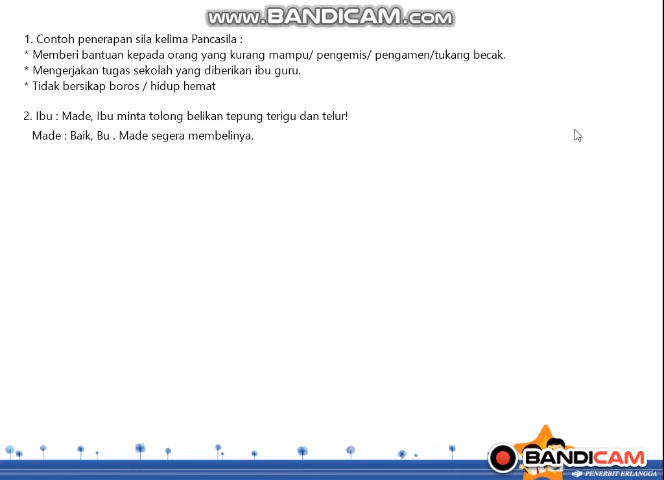 www.BANDICAM.com
1. Contoh penerapan sila kelima Pancasila :
* Memberi bantuan kepada orang yang kurang mampu/ pengemis/ pengamen/tukang becak.
* Mengerjakan tugas sekolah yang diberikan ibu guru.
* Tidak bersikap boros / hidup hemat
2. Ibu : Made, Ibu minta tolong belikan tepung terigu dan telur!
Made : Baik, Bu . Made segera membelinya.
BANDICAM
PENERBIT ERLANGGA